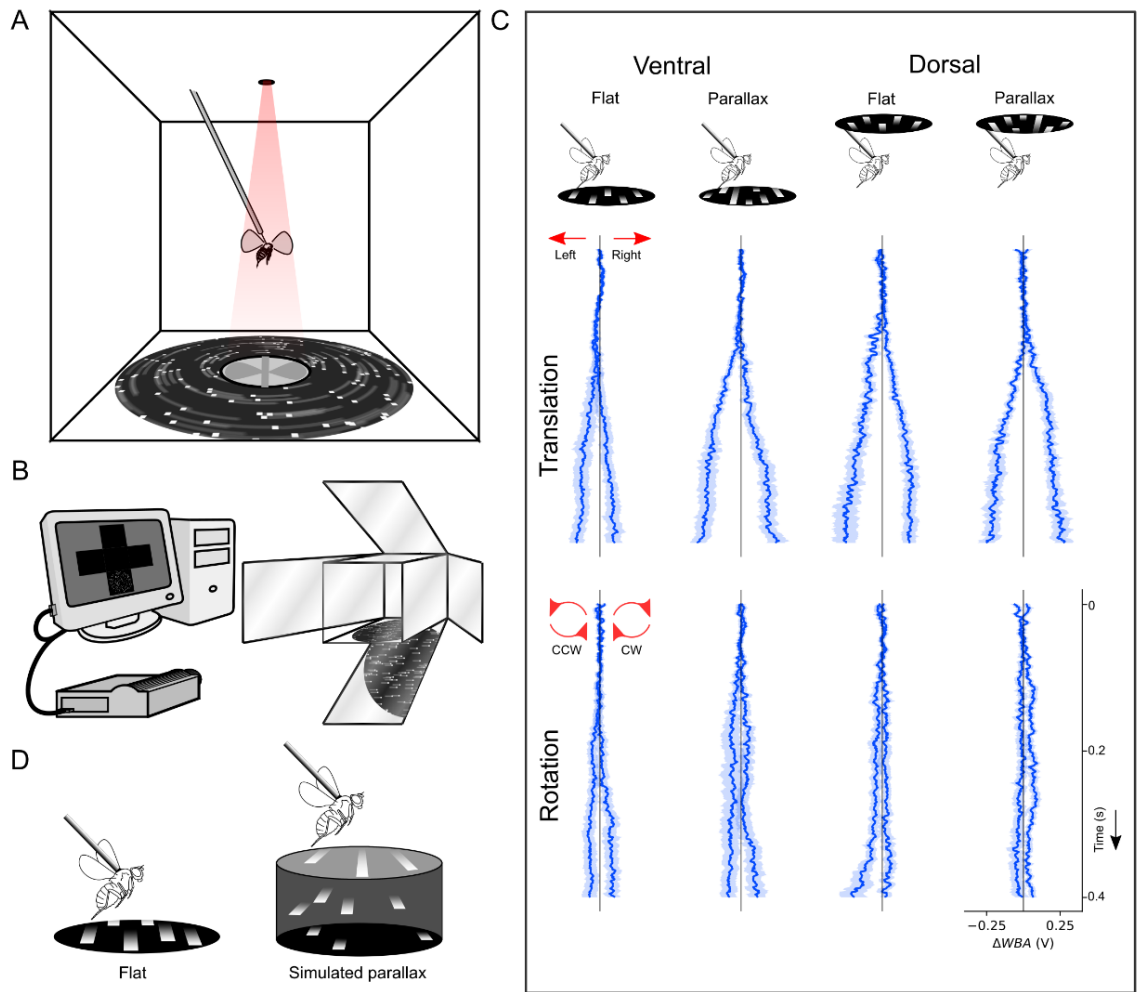 A
B
D
Flat
Simulated parallax
C
Ventral
Dorsal
Flat
Parallax
Flat
Parallax
Left
Right
Translation
CCW
CW
Rotation
0
0.2
Time (s)
0.4
−0.25
0.25
ΔWBA (V)